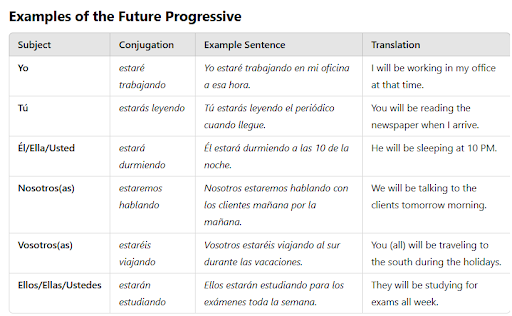 Examples of the Future Progressive
Subject Conjugation Example Sentence Translation
Yo estaré Yo estaré trabajando en mi oficina I will be working in my office
trabajando a esa hora. at that time.
Tú estarás leyendo Tú estarás leyendo el periódico You will be reading the
cuando llegue. newspaper when I arrive.
Él/Ella/Usted estará Él estará durmiendo a las 10 de la He will be sleeping at 10 PM.
durmiendo noche.
Nosotros(as) estaremos Nosotros estaremos hablando con We will be talking to the
hablando los clientes mañana por la clients tomorrow morning.
mañana.
Vosotros(as) estaréis Vosotros estaréis viajando al sur You (all) will be traveling to
viajando durante las vacaciones. the south during the holidays.
Ellos/Ellas/Ustedes estarán Ellos estarán estudiando para los They will be studying for
estudiando exámenes toda la semana. exams all week.